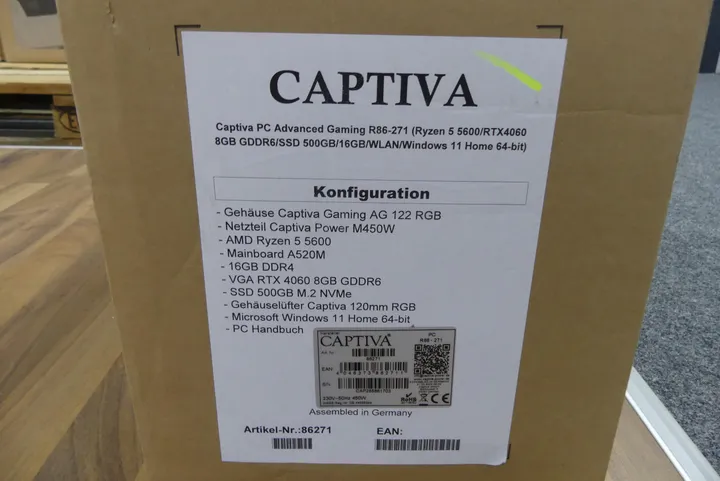 CAPTIVA
Captiva PC Advanced Gaming R86-271 (Ryzen 5 5600/RTX4060
8GB GDDR6/SSD 500GB/16GB/WLAN/Windows 11 Home 64-bit)
Konfiguration
- Gehäuse Captiva Gaming AG 122 RGB
- Netzteil Captiva Power M450W
- AMD Ryzen 5 5600
- Mainboard A520M
- 16GB DDR4
- VGA RTX 4060 8GB GDDR6
- SSD 500GB M.2 NVMe
- Gehäuselüfter Captiva 120mm RGB
- Microsoft Windows 11 Home 64-bit
- PC Handbuch
CAPTIVA
PC
R86-271
86271
EAN
RoHS
CE
Assembled in Germany
Artikel-Nr.:86271
EAN: